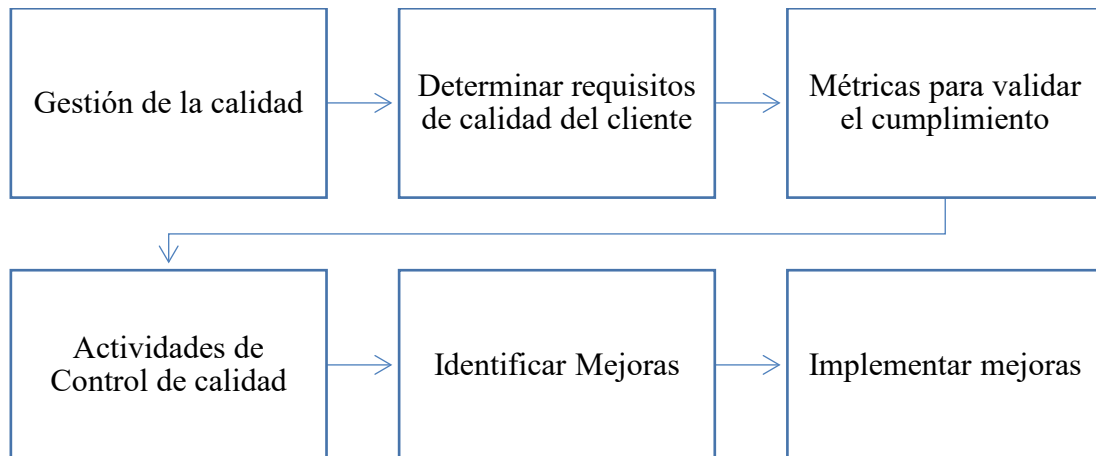 Gestión de la calidad
Determinar requisitos
de calidad del cliente
Métricas para validar
el cumplimiento
Actividades de
Control de calidad
Identificar Mejoras
Implementar mejoras